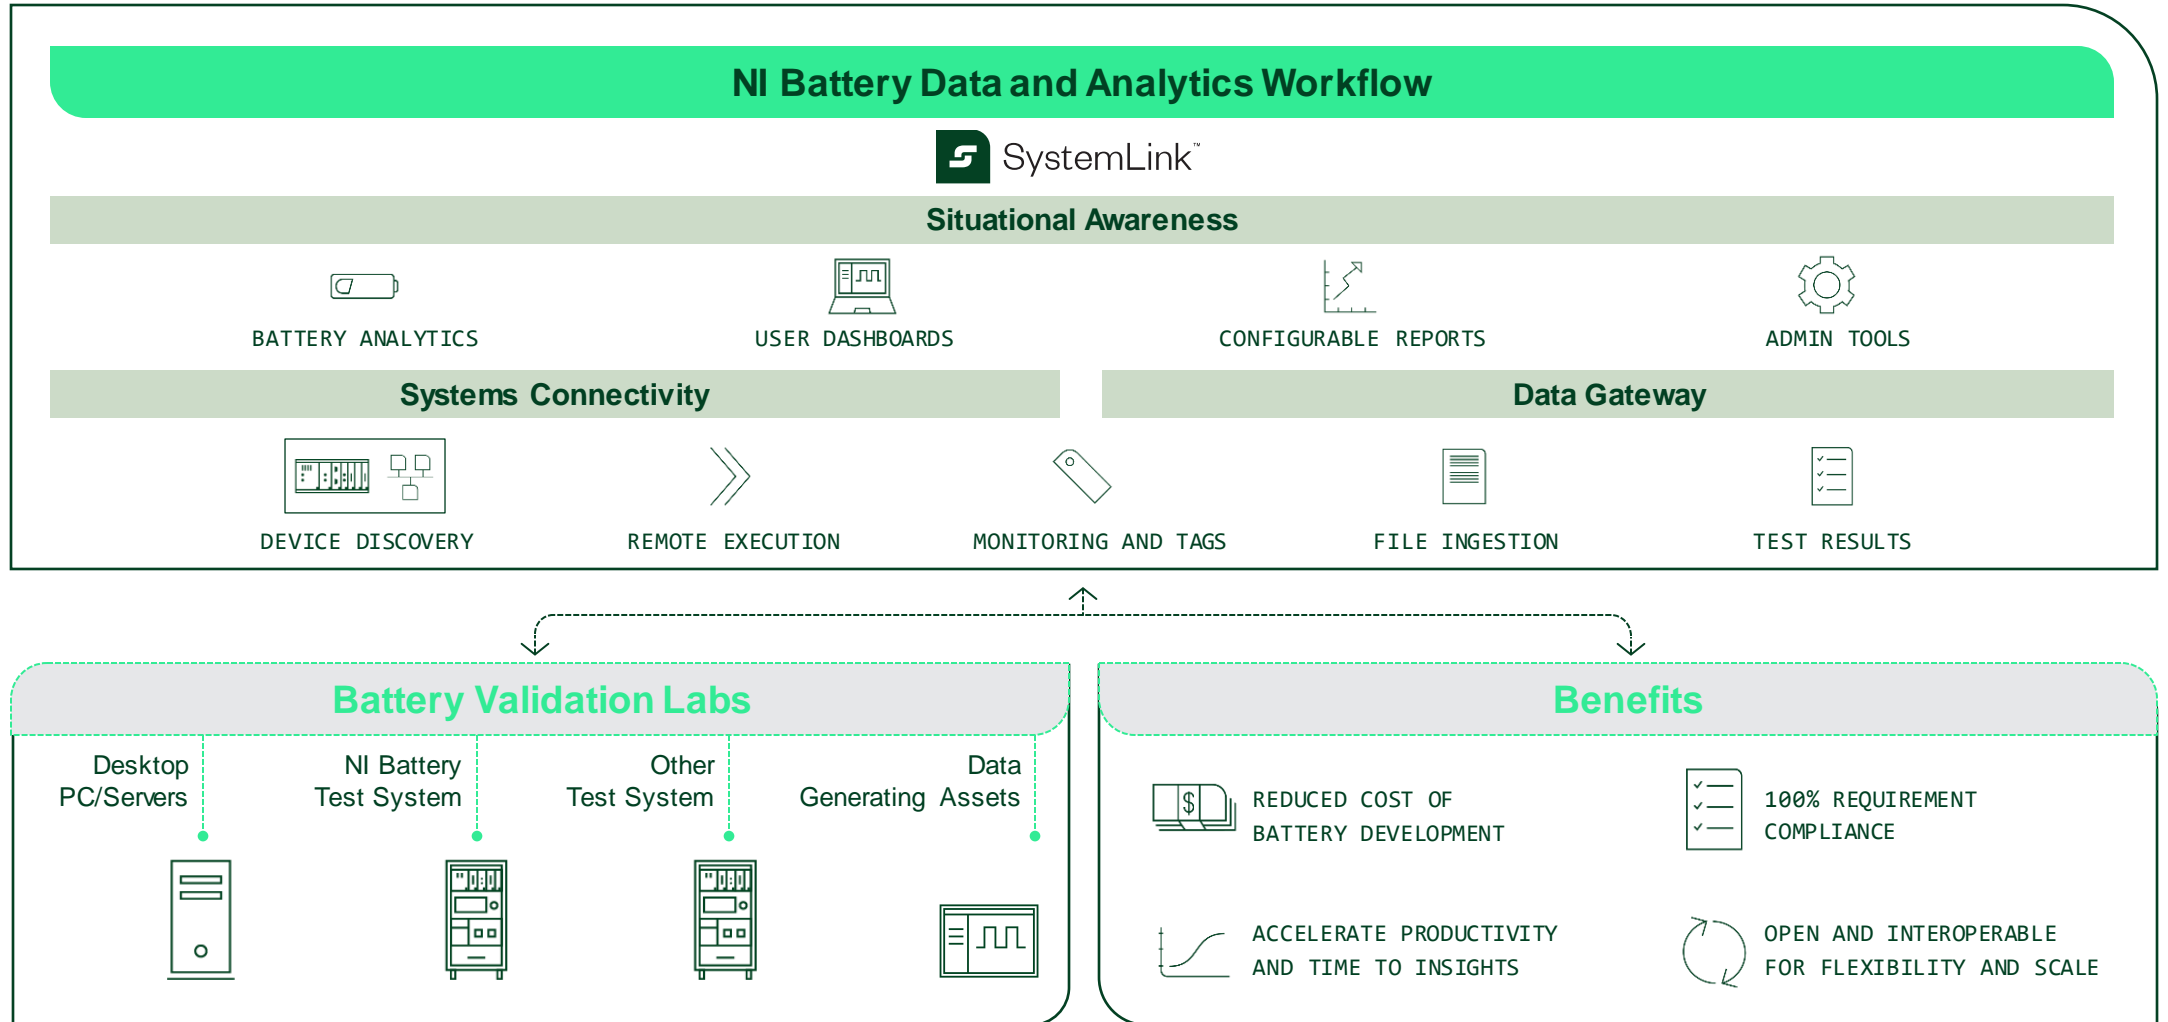 NI Battery Data and Analytics Workflow
SystemLink™
Situational Awareness
BATTERY ANALYTICS
USER DASHBOARDS
CONFIGURABLE REPORTS
ADMIN TOOLS
Systems Connectivity
Data Gateway
DEVICE DISCOVERY
REMOTE EXECUTION
MONITORING AND TAGS
FILE INGESTION
TEST RESULTS
Battery Validation Labs
Desktop
PC/Servers
NI Battery
Test System
Other
Test System
Data
Generating Assets
Benefits
$
REDUCED COST OF
BATTERY DEVELOPMENT
100% REQUIREMENT
COMPLIANCE
ACCELERATE PRODUCTIVITY
AND TIME TO INSIGHTS
OPEN AND INTEROPERABLE
FOR FLEXIBILITY AND SCALE